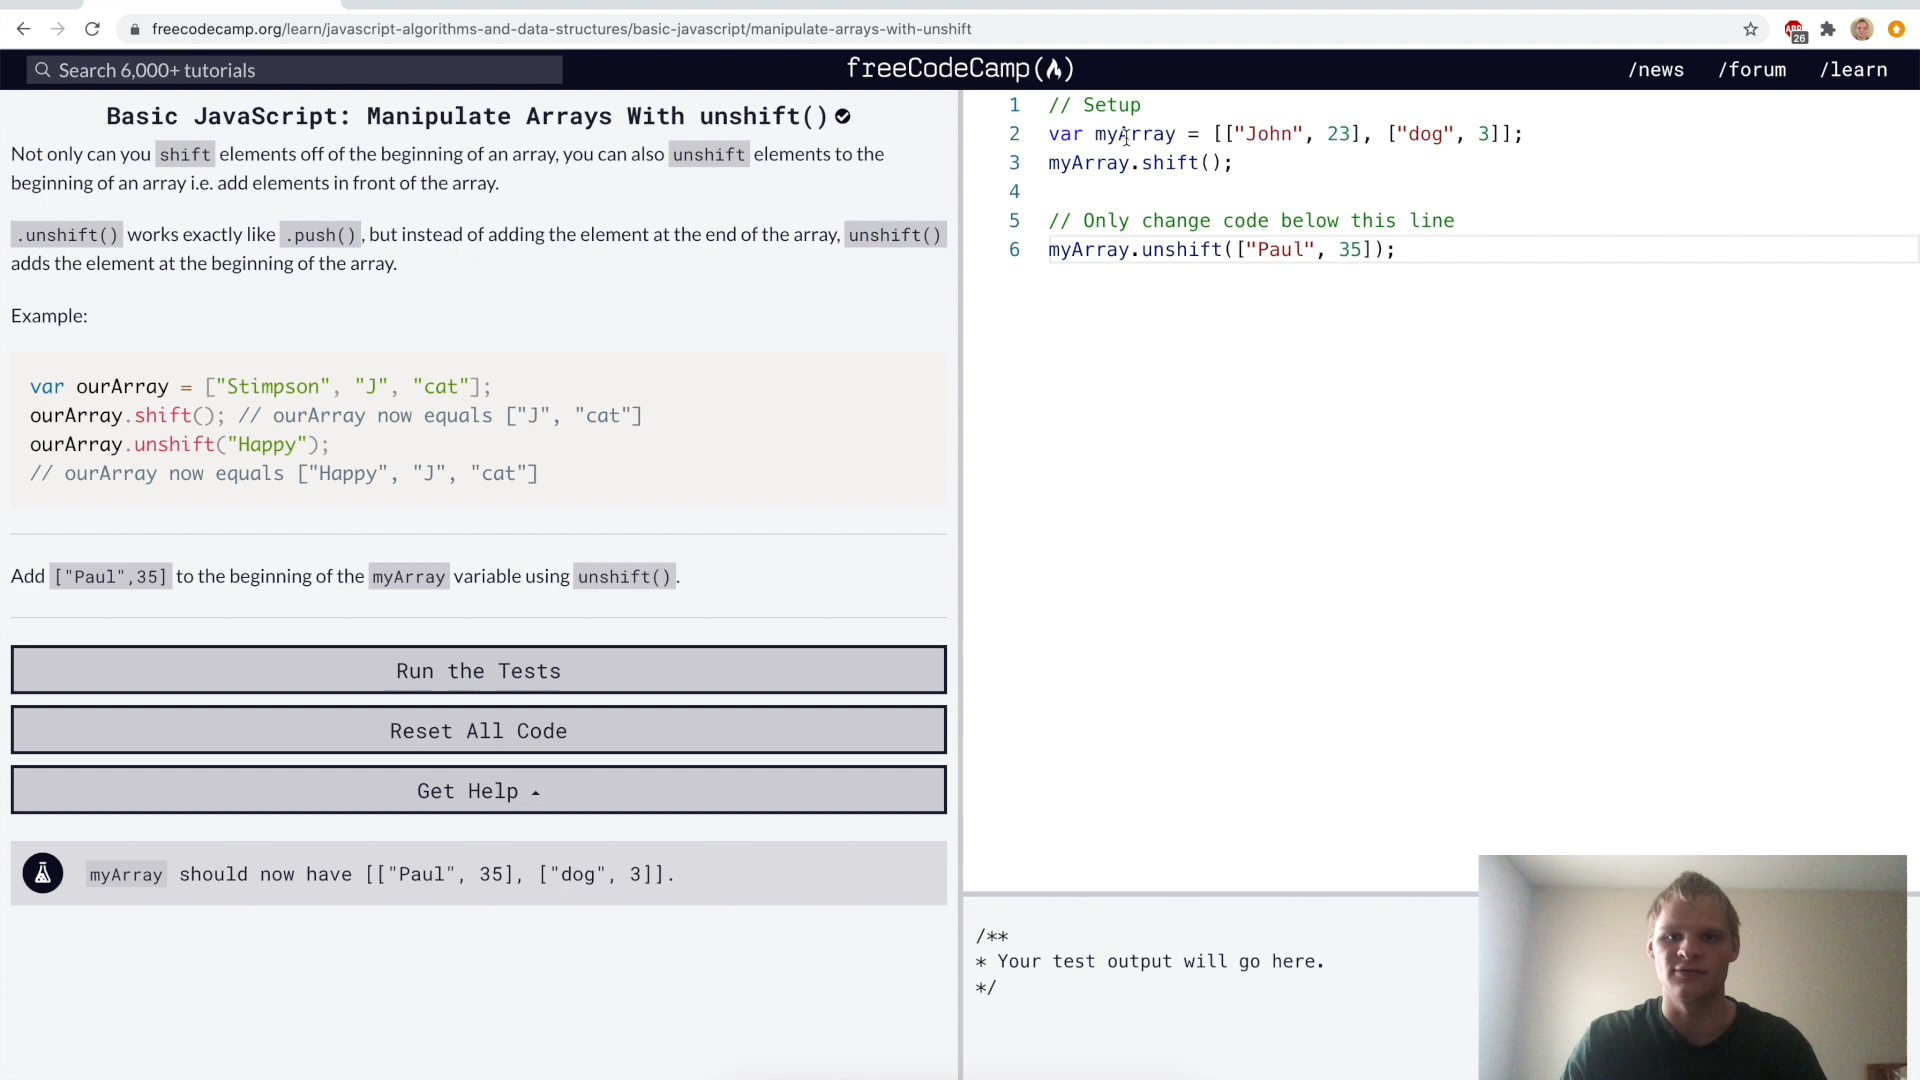 freecodecamp.org/learn/javascript-algorithms-and-data-structures/basic-javascript/manipulate-arrays-with-unshift
ABP
26
Search 6,000+ tutorials
freeCodeCamp
/news
/forum
/learn
Basic JavaScript: Manipulate Arrays With unshift()
Not only can you shift elements off of the beginning of an array, you can also unshift elements to the
beginning of an array i.e. add elements in front of the array.
.unshift() works exactly like .push(), but instead of adding the element at the end of the array, unshift()
adds the element at the beginning of the array.
Example:
var ourArray = ["Stimpson", "J", "cat"];
ourArray.shift(); // ourArray now equals ["J", "cat"]
ourArray.unshift("Happy");
// ourArray now equals ["Happy", "J", "cat"]
Add ["Paul",35] to the beginning of the myArray variable using unshift().
Run the Tests
Reset All Code
Get Help
myArray should now have [["Paul", 35], ["dog", 3]].
1 // Setup
2 var myArray = [["John", 23], ["dog", 3]];
3 myArray.shift();
4
5 // Only change code below this line
6 myArray.unshift(["Paul", 35]);
/**
* Your test output will go here.
*/